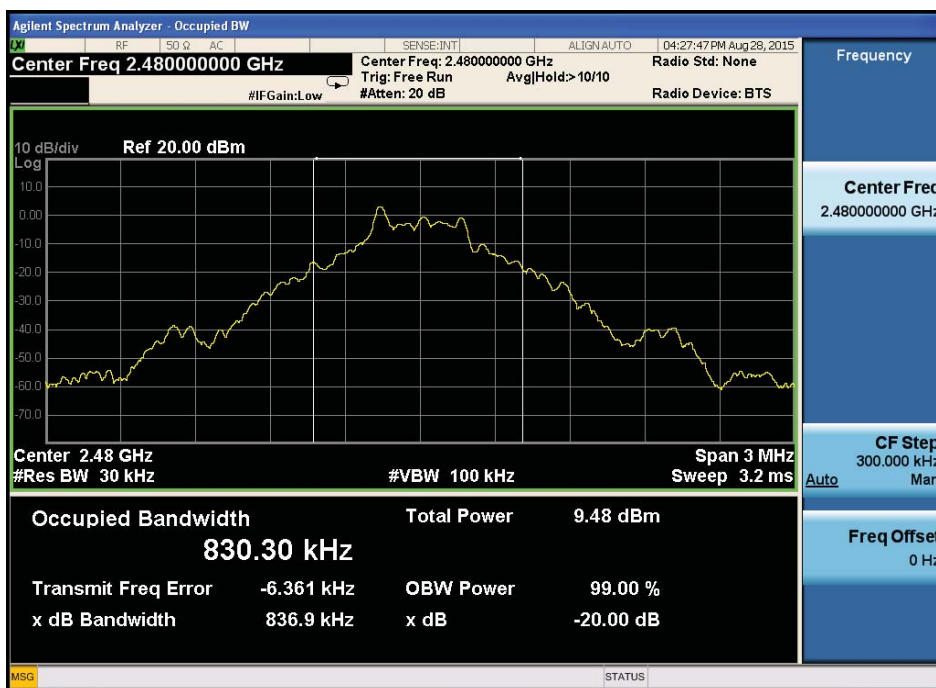 Agilent Spectrum Analyzer - Occupied BW
LXI RF 50 Ω AC SENSE:INT ALIGN AUTO 04:27:47 PM Aug 28, 2015
Center Freq 2.480000000 GHz
Center Freq: 2.480000000 GHz Radio Std: None
Trig: Free Run Avg|Hold:>10/10
#IFGain:Low #Atten: 20 dB Radio Device: BTS
10 dB/div Ref 20.00 dBm
Log
10.0
0.00
-10.0
-20.0
-30.0
-40.0
-50.0
-60.0
-70.0
Center 2.48 GHz Span 3 MHz
#Res BW 30 kHz #VBW 100 kHz Sweep 3.2 ms
Occupied Bandwidth Total Power 9.48 dBm
830.30 kHz
Transmit Freq Error -6.361 kHz OBW Power 99.00 %
x dB Bandwidth 836.9 kHz x dB -20.00 dB
MSG STATUS
Frequency
Center Freq
2.480000000 GHz
CF Step
300.000 kHz
Auto Man
Freq Offset
0 Hz